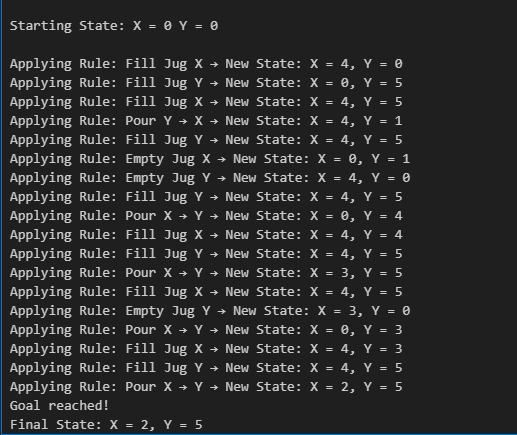 Starting State: X = 0 Y = 0
Applying Rule: Fill Jug X → New State: X = 4, Y = 0
Applying Rule: Fill Jug Y → New State: X = 0, Y = 5
Applying Rule: Fill Jug X → New State: X = 4, Y = 5
Applying Rule: Pour Y → X → New State: X = 4, Y = 1
Applying Rule: Fill Jug Y → New State: X = 4, Y = 5
Applying Rule: Empty Jug X → New State: X = 0, Y = 1
Applying Rule: Empty Jug Y → New State: X = 4, Y = 0
Applying Rule: Fill Jug Y → New State: X = 4, Y = 5
Applying Rule: Pour X → Y → New State: X = 0, Y = 4
Applying Rule: Fill Jug X → New State: X = 4, Y = 4
Applying Rule: Fill Jug Y → New State: X = 4, Y = 5
Applying Rule: Pour X → Y → New State: X = 3, Y = 5
Applying Rule: Fill Jug X → New State: X = 4, Y = 5
Applying Rule: Empty Jug Y → New State: X = 3, Y = 0
Applying Rule: Pour X → Y → New State: X = 0, Y = 3
Applying Rule: Fill Jug X → New State: X = 4, Y = 3
Applying Rule: Fill Jug Y → New State: X = 4, Y = 5
Applying Rule: Pour X → Y → New State: X = 2, Y = 5
Goal reached!
Final State: X = 2, Y = 5